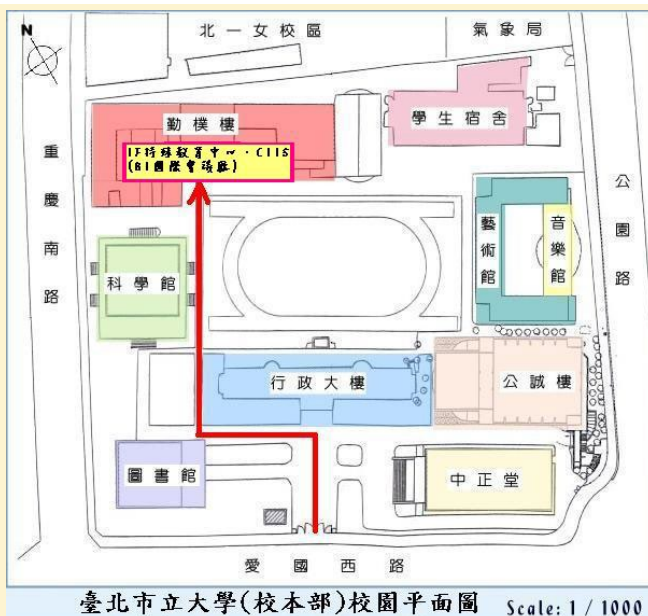 N
北一女校區
氣象局
勤樸樓
學生宿舍
1F特殊教育中心·C115
(B1國際會議廳)
重慶南路
公園路
藝術館
音樂館
科學館
行政大樓
公誠樓
圖書館
中正堂
愛國西路
臺北市立大學(校本部)校園平面圖
Scale: 1 / 1000